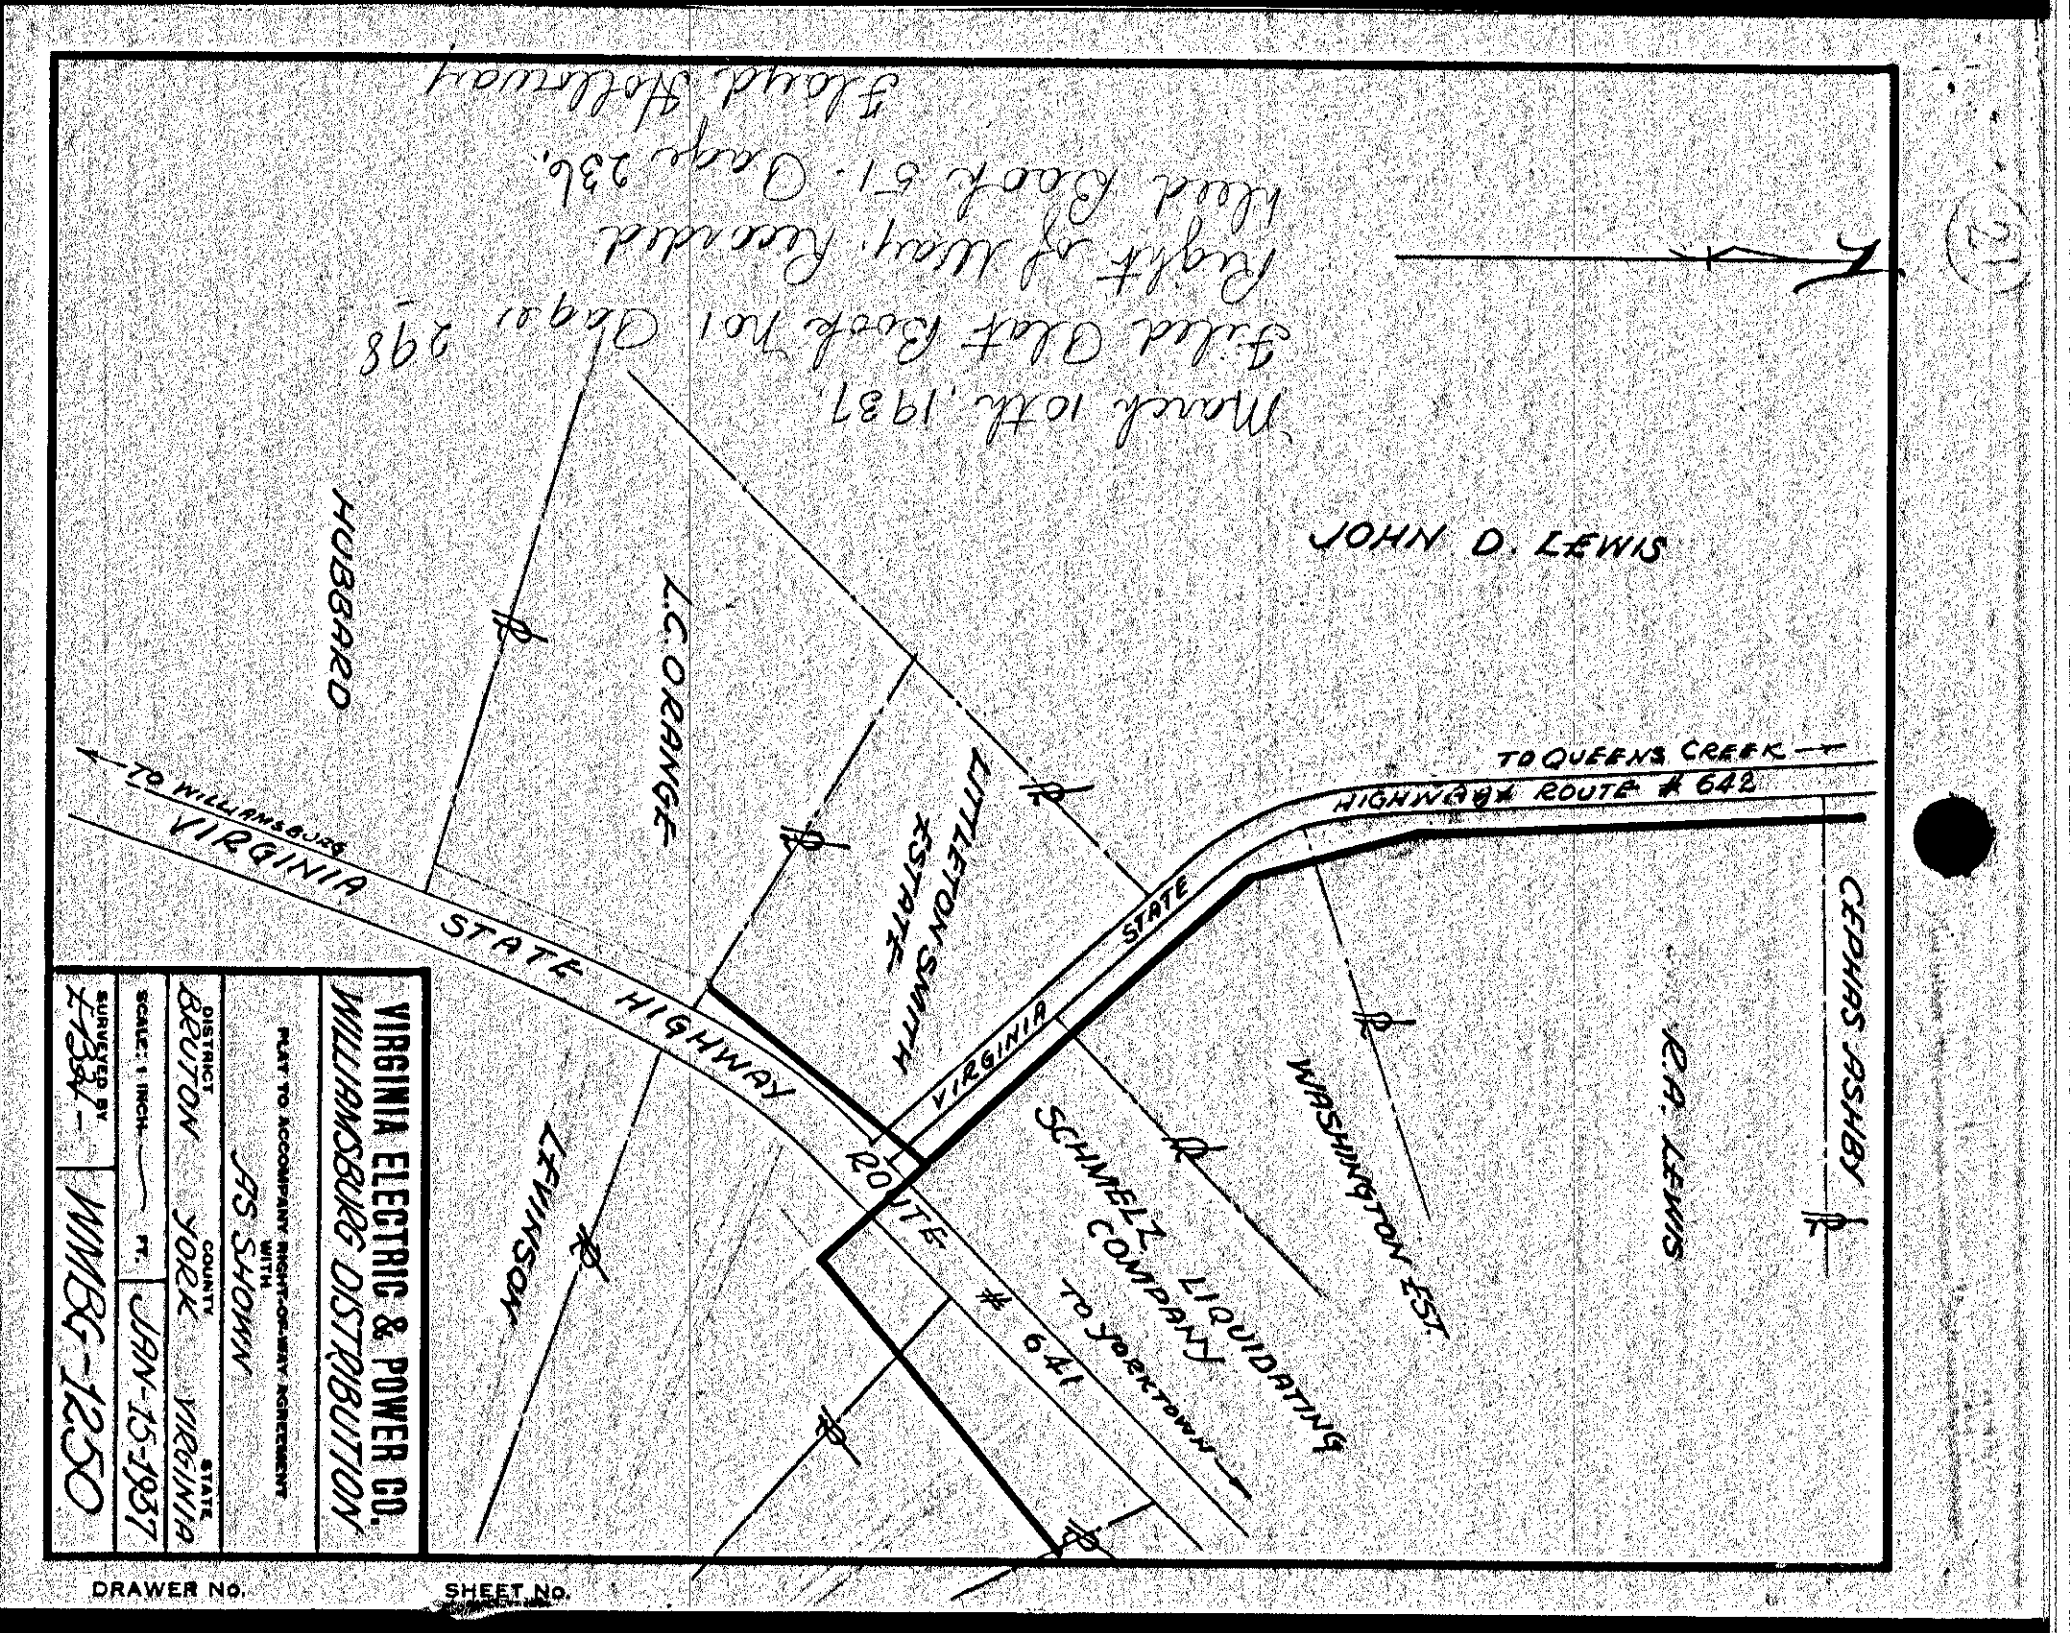 March 10th, 1937,
Filed Plat Book No 1 Page 298
Right of Way, Recorded
Deed Book 51 - Page 236,
Floyd Holloway
21
JOHN D. LEWIS
HUBBARD
L.C. ORANGE
LITTLETON SMITH
ESTATE
TO QUEENS CREEK
VIRGINIA STATE HIGHWAY ROUTE # 642
TO WILLIAMSBURG
VIRGINIA STATE HIGHWAY ROUTE # 641
TO YORKTOWN
CEPHAS ASHBY
R.A. LEWIS
WASHINGTON EST.
SCHMELZ LIQUIDATING
COMPANY
LEVINSON
VIRGINIA ELECTRIC & POWER CO.
WILLIAMSBURG DISTRIBUTION
PLAT TO ACCOMPANY RIGHT-OF-WAY AGREEMENT
WITH
AS SHOWN
DISTRICT COUNTY STATE
BRUTON YORK VIRGINIA
SCALE: 1 INCH FT. JAN-15-1937
SURVEYED BY
WMBG-1250
DRAWER NO.
SHEET NO.